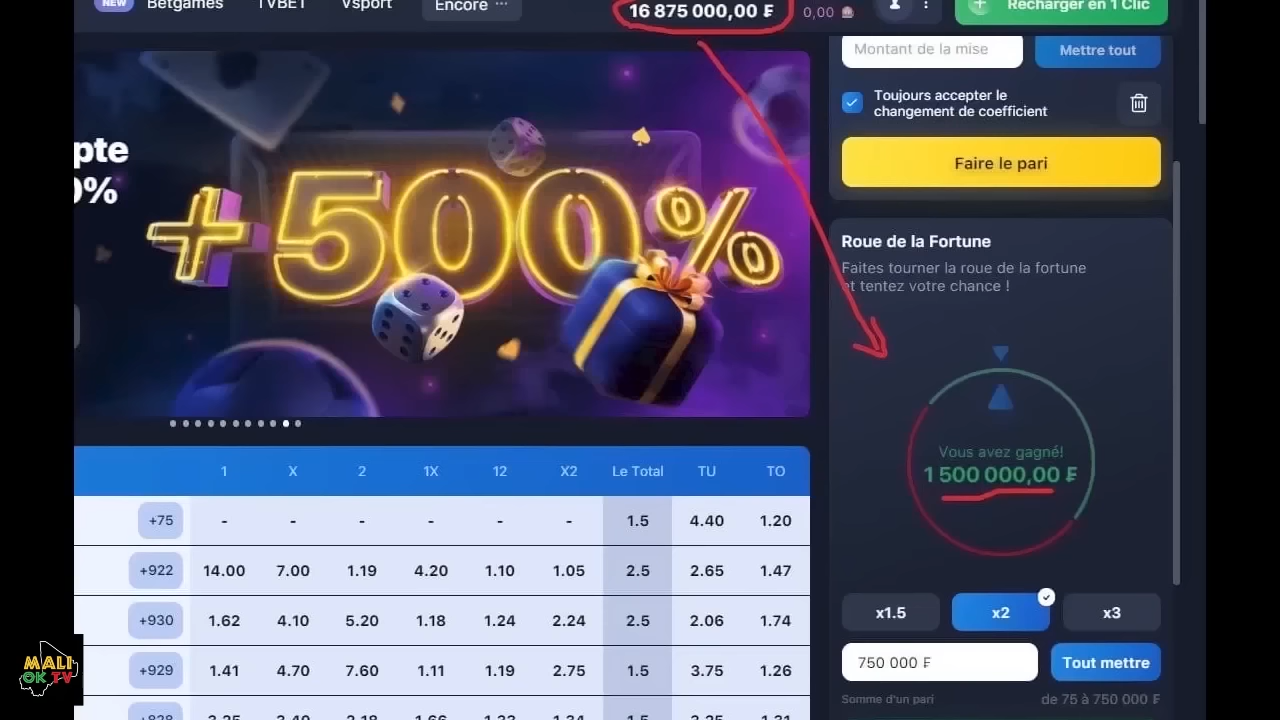 NEW Betgames TVBET Vsport Encore ··· 16 875 000,00 ₣ 0,00 Recharger en 1 Clic
Montant de la mise Mettre tout
Toujours accepter le
changement de coefficient
Faire le pari
pte
0%
+500%
Roue de la Fortune
Faites tourner la roue de la fortune
et tentez votre chance !
Vous avez gagné!
1 500 000,00 ₣
x1.5 x2 x3
750 000 ₣ Tout mettre
Somme d'un pari de 75 à 750 000 ₣
1 X 2 1X 12 X2 Le Total TU TO
+75 - - - - - - 1.5 4.40 1.20
+922 14.00 7.00 1.19 4.20 1.10 1.05 2.5 2.65 1.47
+930 1.62 4.10 5.20 1.18 1.24 2.24 2.5 2.06 1.74
+929 1.41 4.70 7.60 1.11 1.19 2.75 1.5 3.75 1.26
MALI
OK TV